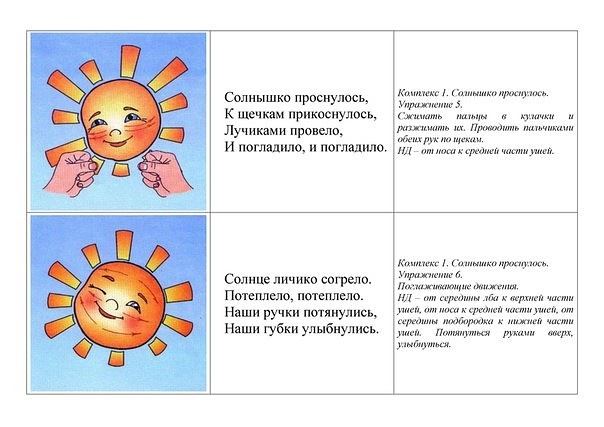 Солнышко проснулось,
К щечкам прикоснулось,
Лучиками провело,
И погладило, и погладило.
Комплекс 1. Солнышко проснулось.
Упражнение 5.
Сжимать пальцы в кулачки и
разжимать их. Проводить пальчиками
обеих рук по щекам.
НД – от носа к средней части ушей.
Солнце личико согрело.
Потеплело, потеплело.
Наши ручки потянулись,
Наши губки улыбнулись.
Комплекс 1. Солнышко проснулось.
Упражнение 6.
Поглаживающие движения.
НД – от середины лба к верхней части
ушей, от носа к средней части ушей, от
середины подбородка к нижней части
ушей. Потянуться руками вверх,
улыбнуться.